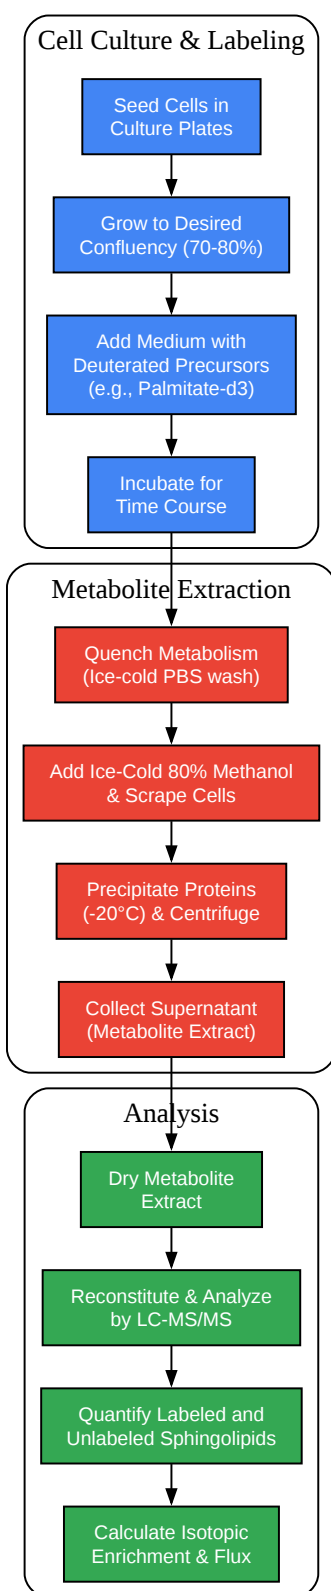 Cell Culture & Labeling
Seed Cells in
Culture Plates
Grow to Desired
Confluency (70-80%)
Add Medium with
Deuterated Precursors
(e.g., Palmitate-d3)
Incubate for
Time Course
Metabolite Extraction
Quench Metabolism
(Ice-cold PBS wash)
Add Ice-Cold 80% Methanol
& Scrape Cells
Precipitate Proteins
(-20°C) & Centrifuge
Collect Supernatant
(Metabolite Extract)
Analysis
Dry Metabolite
Extract
Reconstitute & Analyze
by LC-MS/MS
Quantify Labeled and
Unlabeled Sphingolipids
Calculate Isotopic
Enrichment & Flux